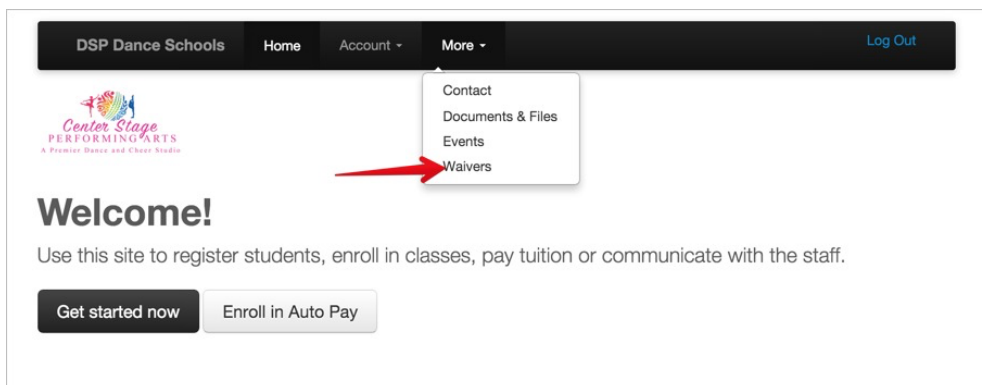 DSP Dance Schools Home Account More Log Out
Contact
Documents & Files
Events
Waivers
Center Stage
PERFORMING ARTS
A Premier Dance and Cheer Studio
Welcome!
Use this site to register students, enroll in classes, pay tuition or communicate with the staff.
Get started now Enroll in Auto Pay